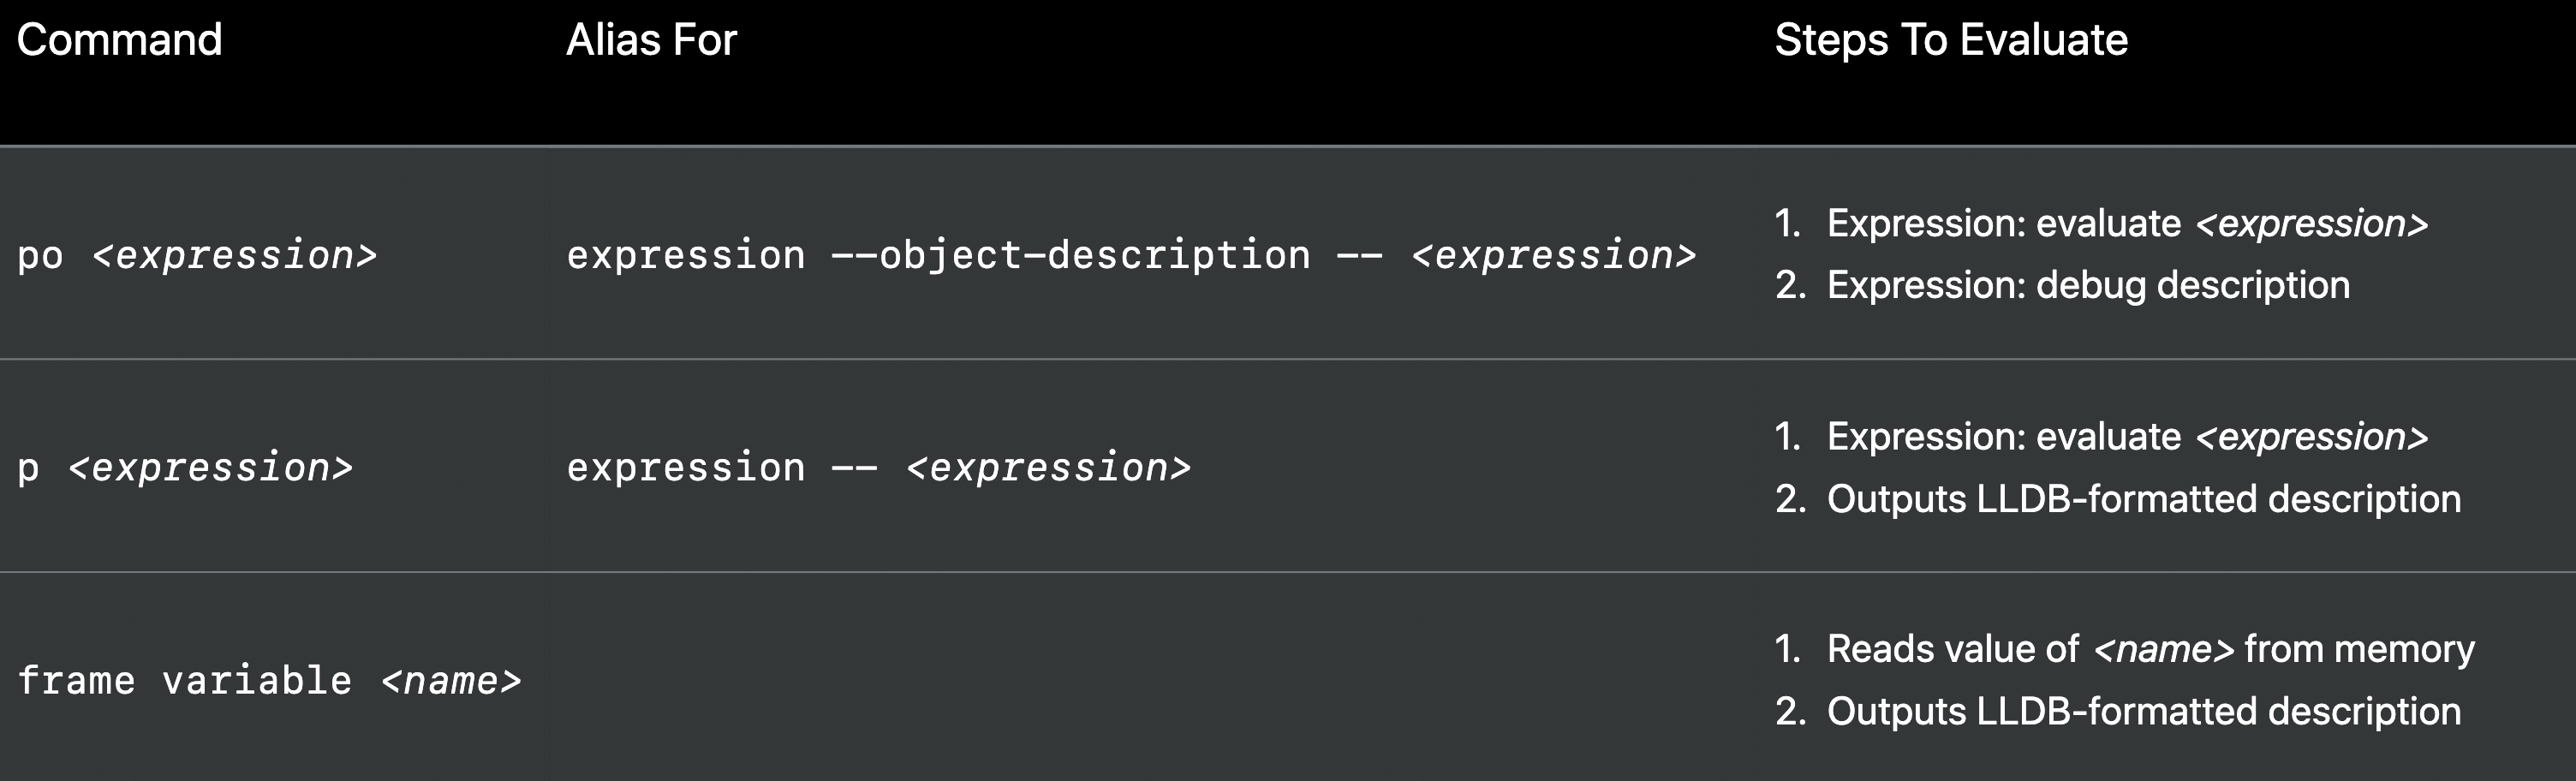 Command Alias For Steps To Evaluate
po <expression> expression --object-description -- <expression> 1. Expression: evaluate <expression>
2. Expression: debug description
p <expression> expression -- <expression> 1. Expression: evaluate <expression>
2. Outputs LLDB-formatted description
frame variable <name> 1. Reads value of <name> from memory
2. Outputs LLDB-formatted description